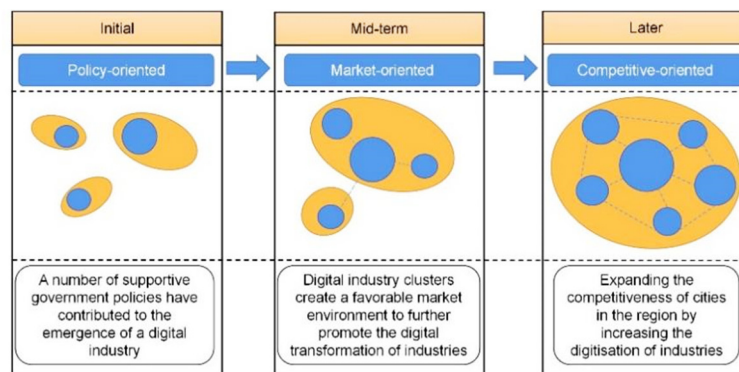 Initial
Mid-term
Later
Policy-oriented
Market-oriented
Competitive-oriented
A number of supportive
government policies have
contributed to the
emergence of a digital
industry
Digital industry clusters
create a favorable market
environment to further
promote the digital
transformation of industries
Expanding the
competitiveness of cities
in the region by
increasing the
digitisation of industries